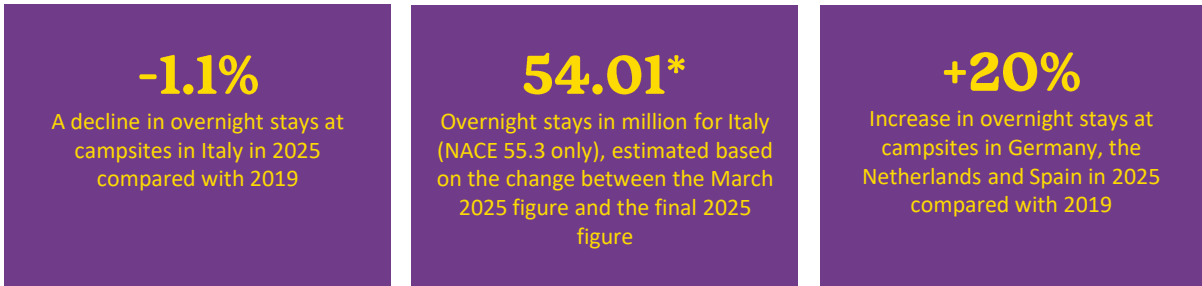 -1.1%
A decline in overnight stays at
campsites in Italy in 2025
compared with 2019
54.01*
Overnight stays in million for Italy
(NACE 55.3 only), estimated based
on the change between the March
2025 figure and the final 2025
figure
+20%
Increase in overnight stays at
campsites in Germany, the
Netherlands and Spain in 2025
compared with 2019